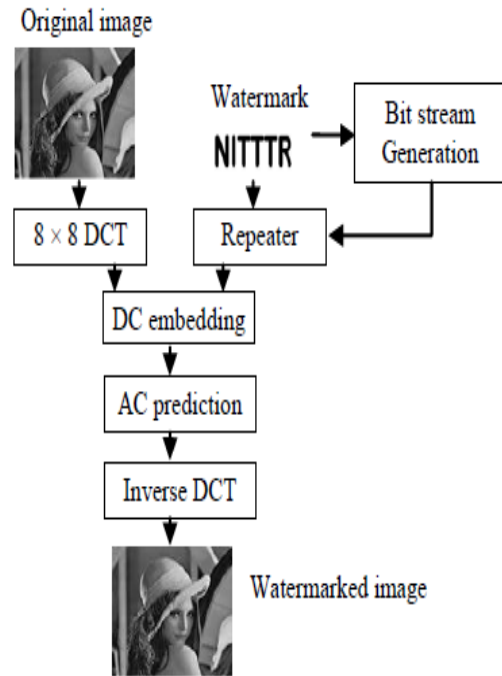 Original image
Watermark
NITTTR
Bit stream
Generation
8 × 8 DCT
Repeater
DC embedding
AC prediction
Inverse DCT
Watermarked image